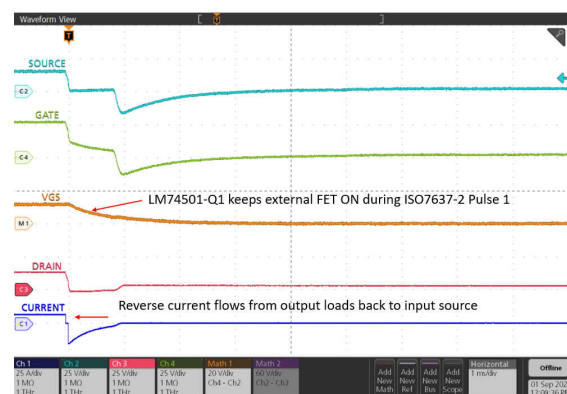 Waveform View
T
SOURCE
C2
GATE
C4
VGS
LM74501-Q1 keeps external FET ON during ISO7637-2 Pulse 1
M1
DRAIN
C3
CURRENT
Reverse current flows from output loads back to input source
C1
Ch 1
25 A/div
1 MΩ
1 THz
Ch 2
25 V/div
1 MΩ
1 THz
Ch 3
25 V/div
1 MΩ
1 THz
Ch 4
25 V/div
1 MΩ
1 THz
Math 1
20 V/div
Ch4 - Ch2
Math 2
60 V/div
Ch2 - Ch2
Add New Math
Add New Ref
Add New Bus
Add New Scope
Horizontal
1 ms/div
Offline
01 Sep
12:09:36 PM